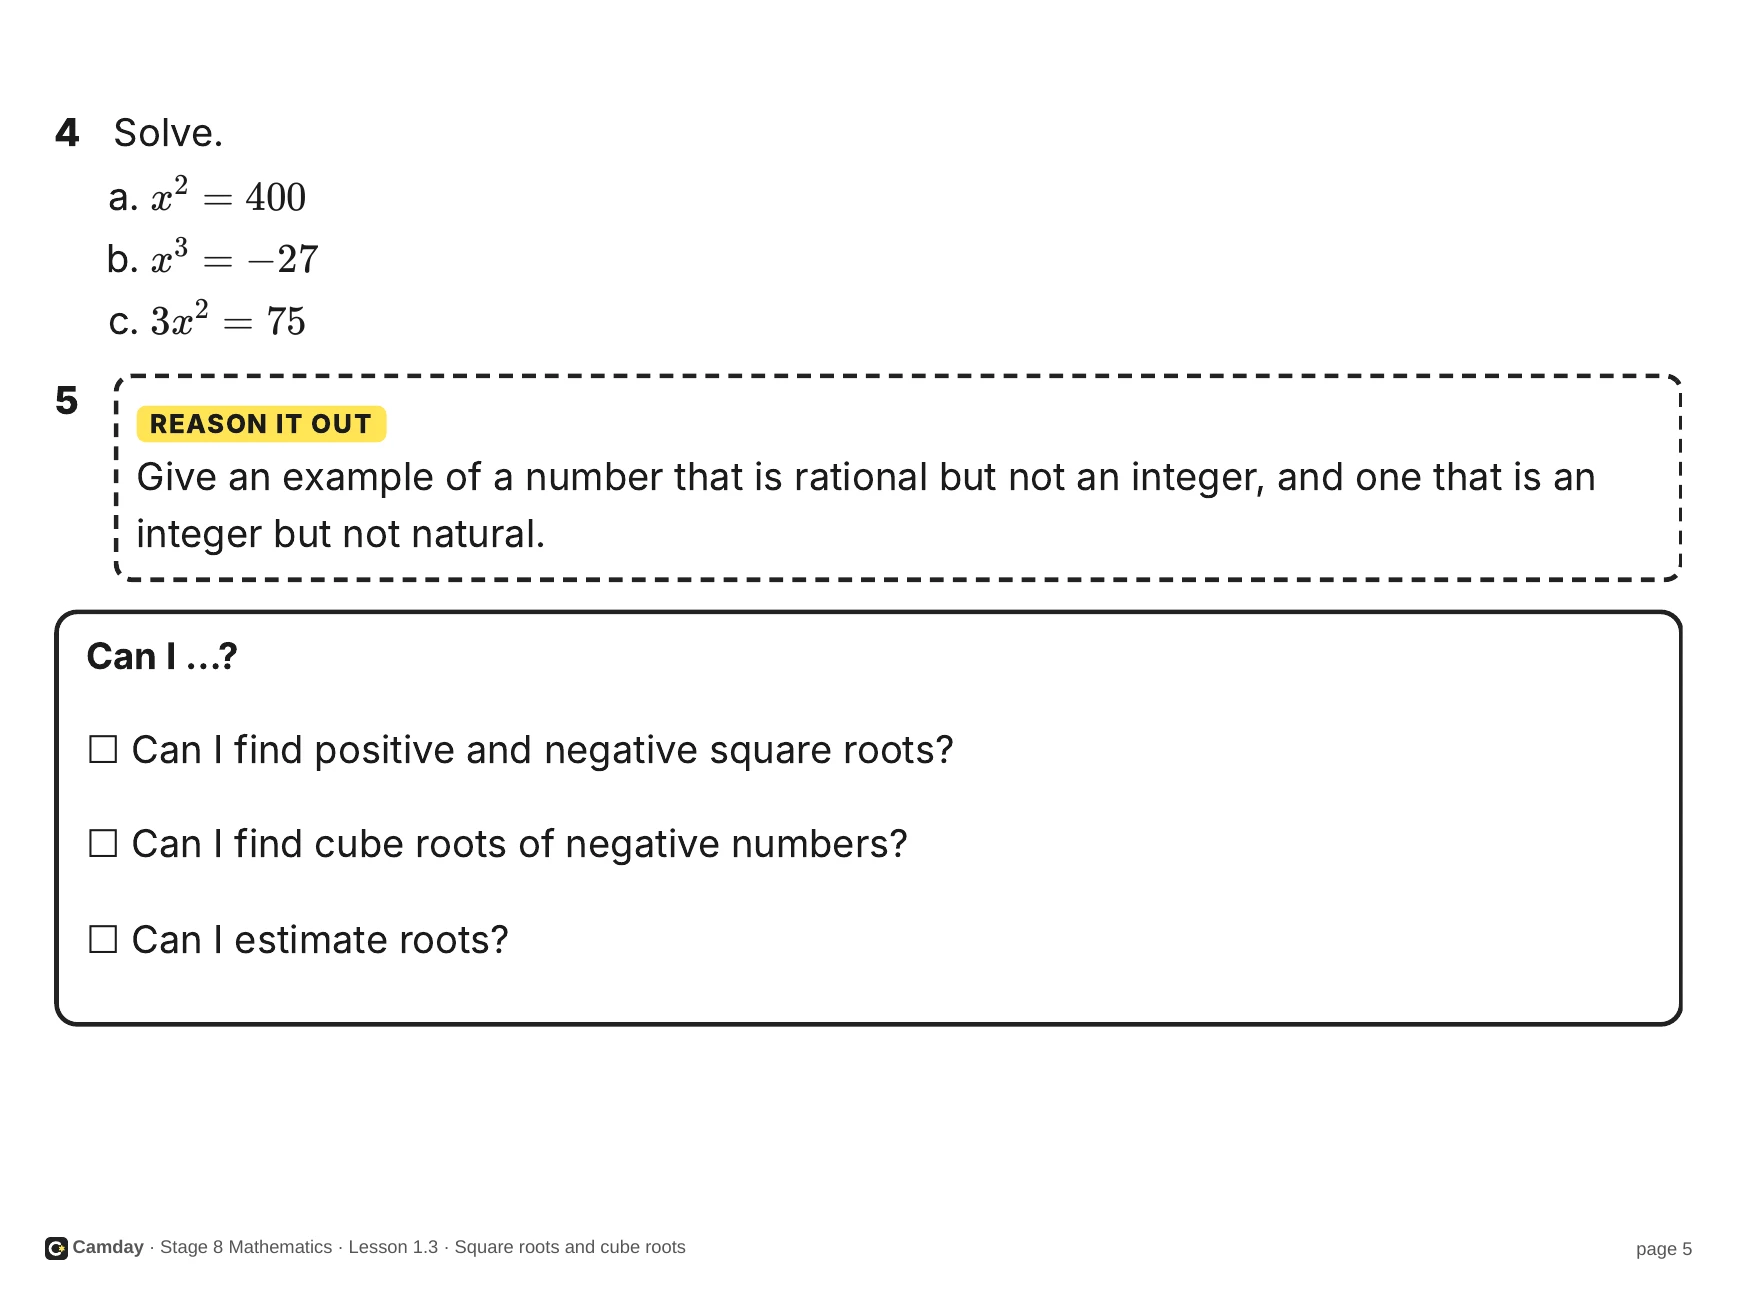 4 Solve.
a. x² = 400
b. x³ = −27
c. 3x² = 75
5
REASON IT OUT
Give an example of a number that is rational but not an integer, and one that is an
integer but not natural.
Can I …?
☐ Can I find positive and negative square roots?
☐ Can I find cube roots of negative numbers?
☐ Can I estimate roots?
Camday · Stage 8 Mathematics · Lesson 1.3 · Square roots and cube roots
page 5